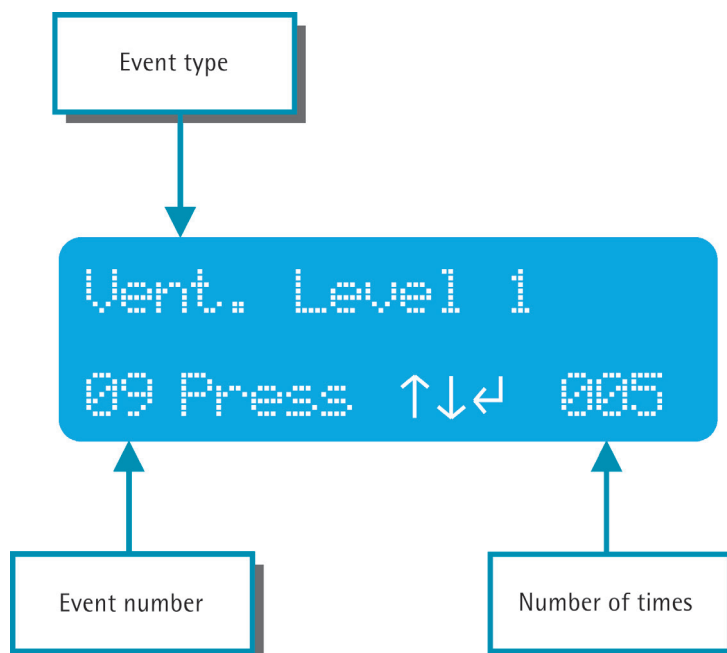 Event type
Vent. Level 1
09 Press ↑↓↵ 005
Event number
Number of times